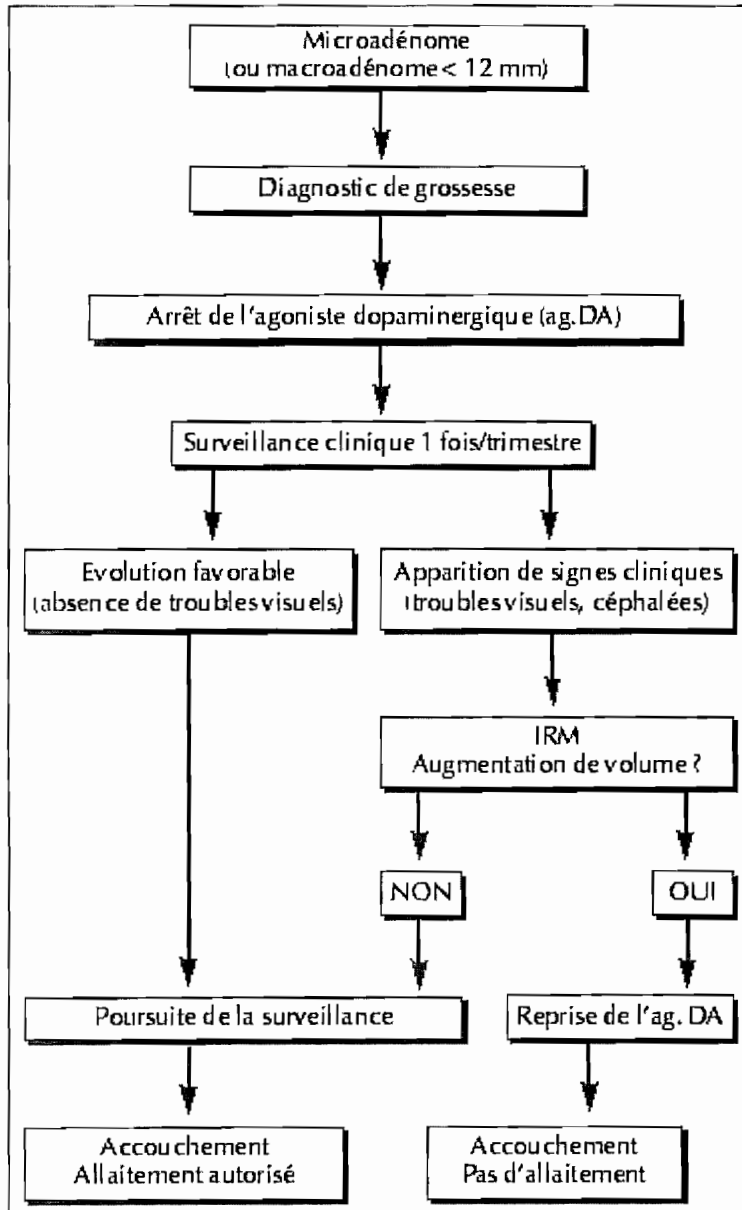 Microadénome
(ou macroadénome < 12 mm)
Diagnostic de grossesse
Arrêt de l'agoniste dopaminergique (ag.DA)
Surveillance clinique 1 fois/trimestre
Evolution favorable
(absence de troubles visuels)
Apparition de signes cliniques
(troubles visuels, céphalées)
IRM
Augmentation de volume ?
NON
OUI
Poursuite de la surveillance
Reprise de l'ag. DA
Accouchement
Allaitement autorisé
Accouchement
Pas d'allaitement